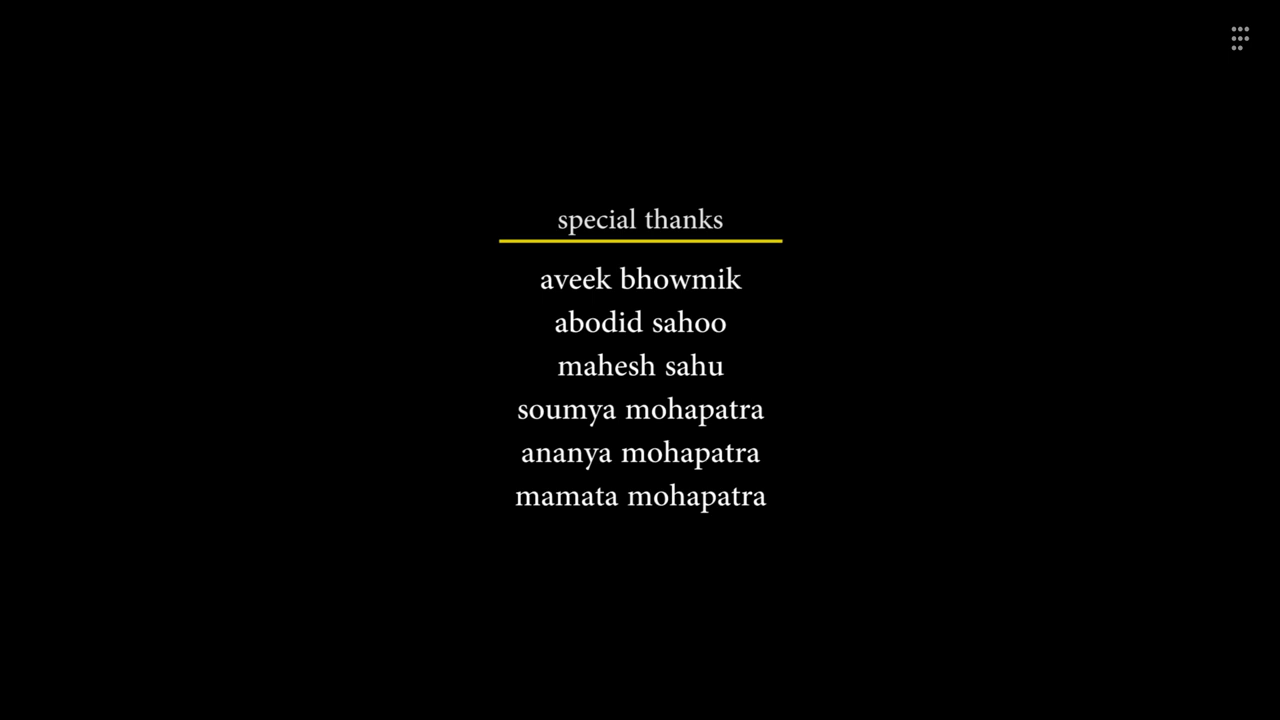 special thanks
aveek bhowmik
abodid sahoo
mahesh sahu
soumya mohapatra
ananya mohapatra
mamata mohapatra